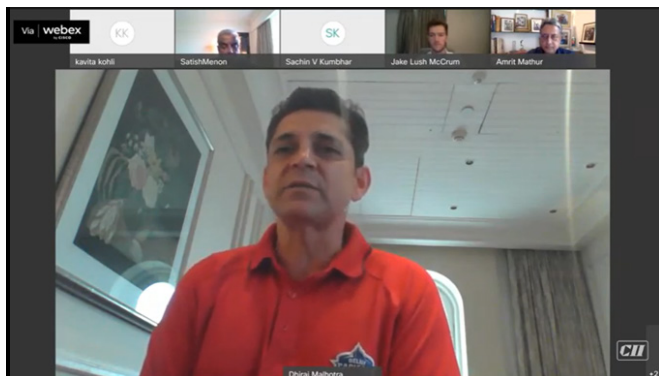 Via | webex
by CISCO
KK
SK
kavita kohli
SatishMenon
Sachin V Kumbhar
Jake Lush McCrum
Amrit Mathur
DELHI
Dhiraj Malhotra
CII
+2